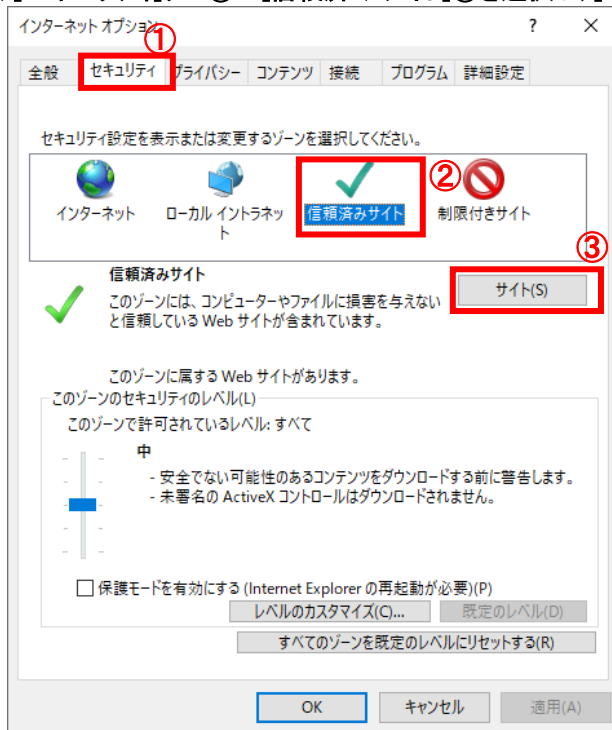 インターネット オプション ? ×
①
全般 セキュリティ プライバシー コンテンツ 接続 プログラム 詳細設定
セキュリティ設定を表示または変更するゾーンを選択してください。
②
インターネット ローカル イントラネッ 信頼済みサイト 制限付きサイト
ト
③
信頼済みサイト
サイト(S)
このゾーンには、コンピューターやファイルに損害を与えない
と信頼している Web サイトが含まれています。
このゾーンに属する Web サイトがあります。
このゾーンのセキュリティのレベル(L)
このゾーンで許可されているレベル: すべて
中
- 安全でない可能性のあるコンテンツをダウンロードする前に警告します。
- 未署名の ActiveX コントロールはダウンロードされません。
保護モードを有効にする (Internet Explorer の再起動が必要)(P)
レベルのカスタマイズ(C)... 既定のレベル(D)
すべてのゾーンを既定のレベルにリセットする(R)
OK キャンセル 適用(A)